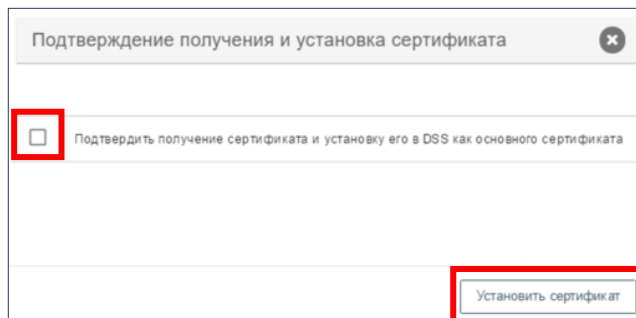 Подтверждение получения и установка сертификата
Подтвердить получение сертификата и установку его в DSS как основного сертификата
Установить сертификат